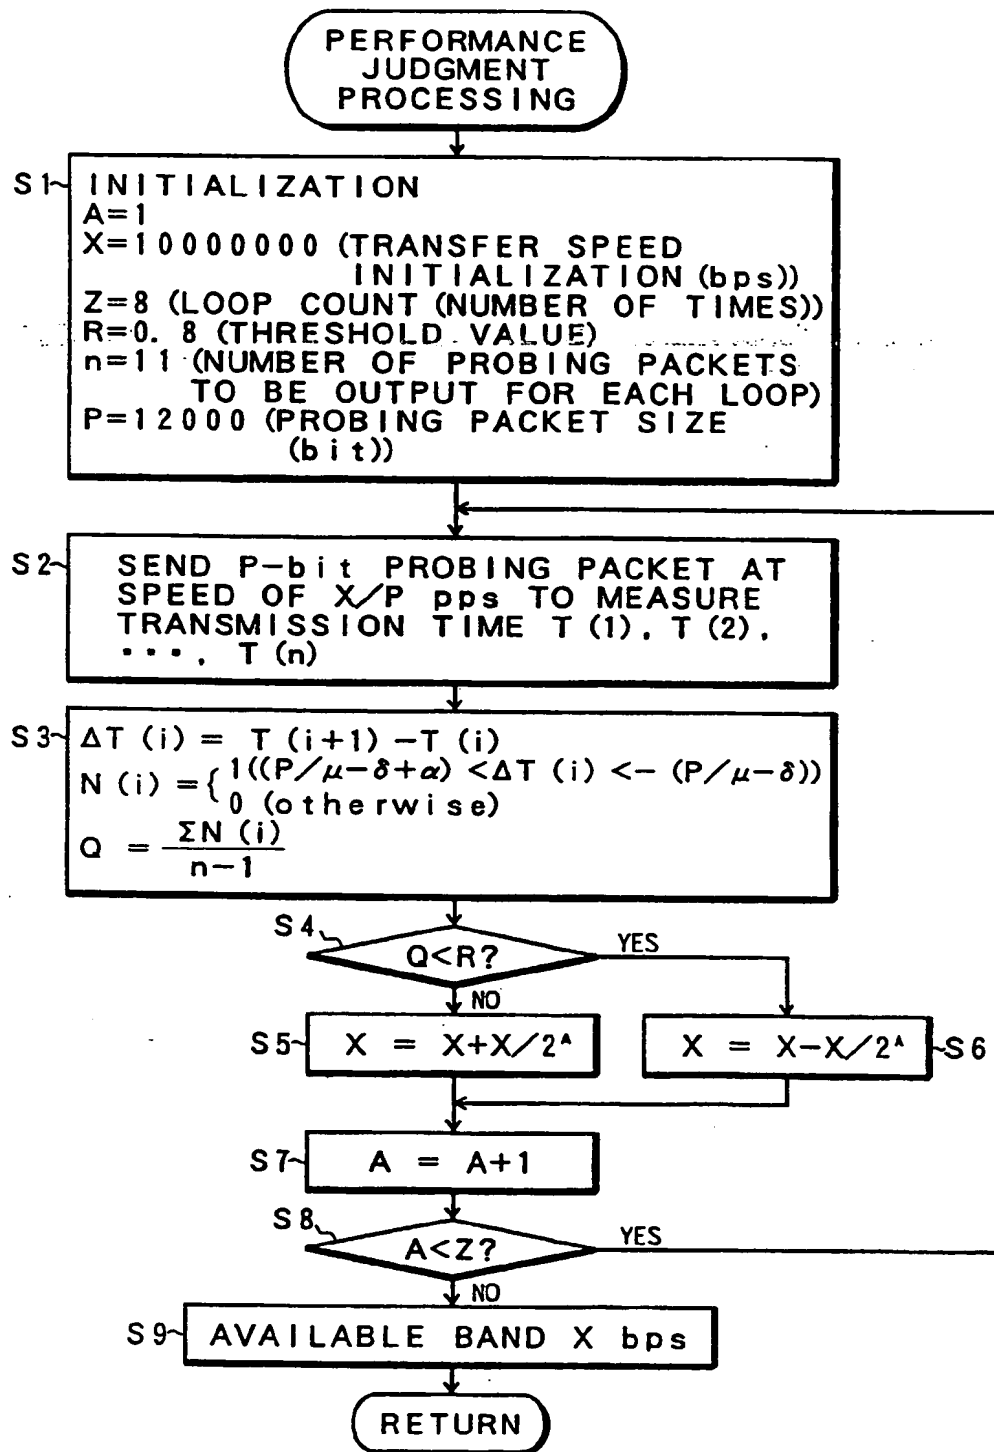 PERFORMANCE
JUDGMENT
PROCESSING
S1
INITIALIZATION
A=1
X=10000000 (TRANSFER SPEED
INITIALIZATION (bps))
Z=8 (LOOP COUNT (NUMBER OF TIMES))
R=0.8 (THRESHOLD VALUE)
n=11 (NUMBER OF PROBING PACKETS
TO BE OUTPUT FOR EACH LOOP)
P=12000 (PROBING PACKET SIZE
(bit))
S2
SEND P-bit PROBING PACKET AT
SPEED OF X/P pps TO MEASURE
TRANSMISSION TIME T(1), T(2),
･･･, T(n)
S3
ΔT(i) = T(i+1)-T(i)
N(i) = { 1((P/μ-δ+α) <ΔT(i) <-(P/μ-δ))
0 (otherwise)
Q = ΣN(i)
n-1
S4
Q<R?
YES
NO
S5
X = X+X/2^A
X = X-X/2^A
S6
S7
A = A+1
S8
A<Z?
YES
NO
S9
AVAILABLE BAND X bps
RETURN